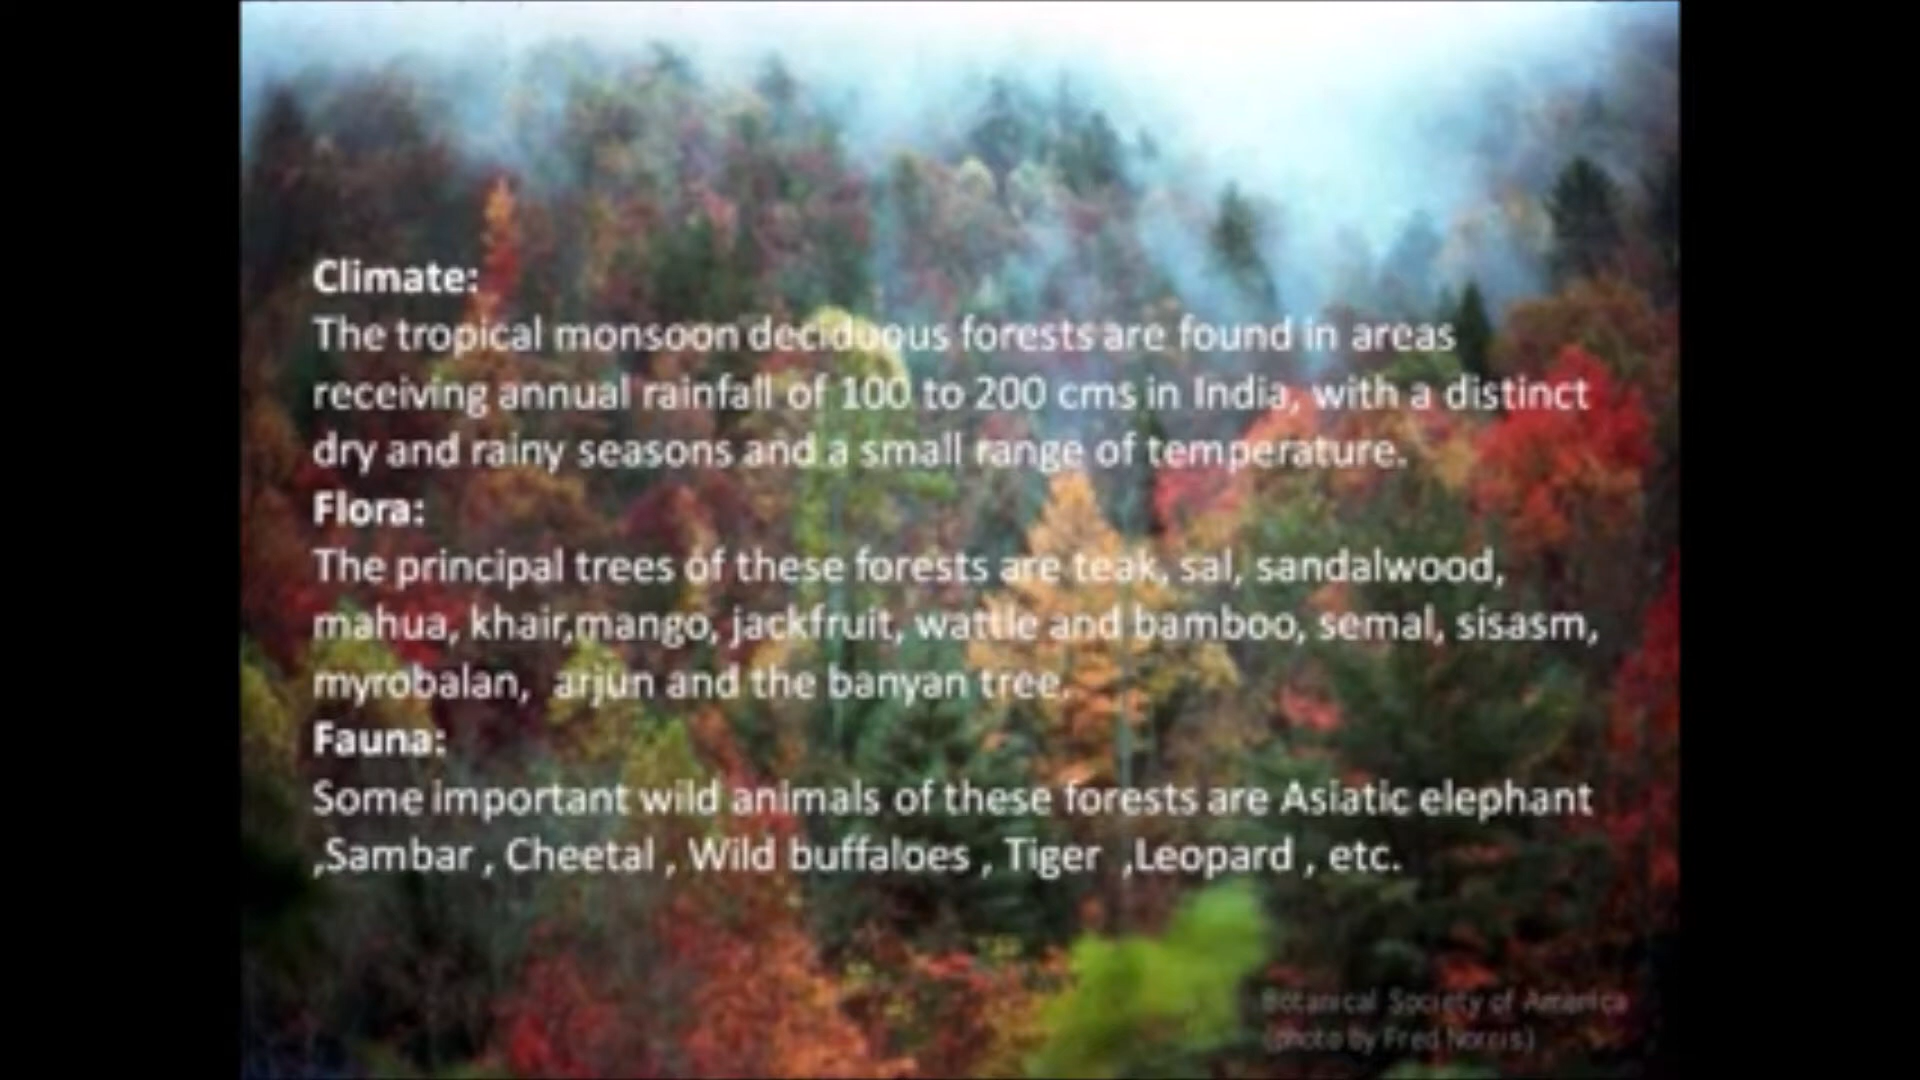 Climate:
The tropical monsoon deciduous forests are found in areas
receiving annual rainfall of 100 to 200 cms in India, with a distinct
dry and rainy seasons and a small range of temperature.
Flora:
The principal trees of these forests are teak, sal, sandalwood,
mahua, khair,mango, jackfruit, wattle and bamboo, semal, sisasm,
myrobalan,  arjun and the banyan tree.
Fauna:
Some important wild animals of these forests are Asiatic elephant
,Sambar , Cheetal , Wild buffaloes , Tiger  ,Leopard , etc.
Botanical Society of America
(photo by Fred Norris)